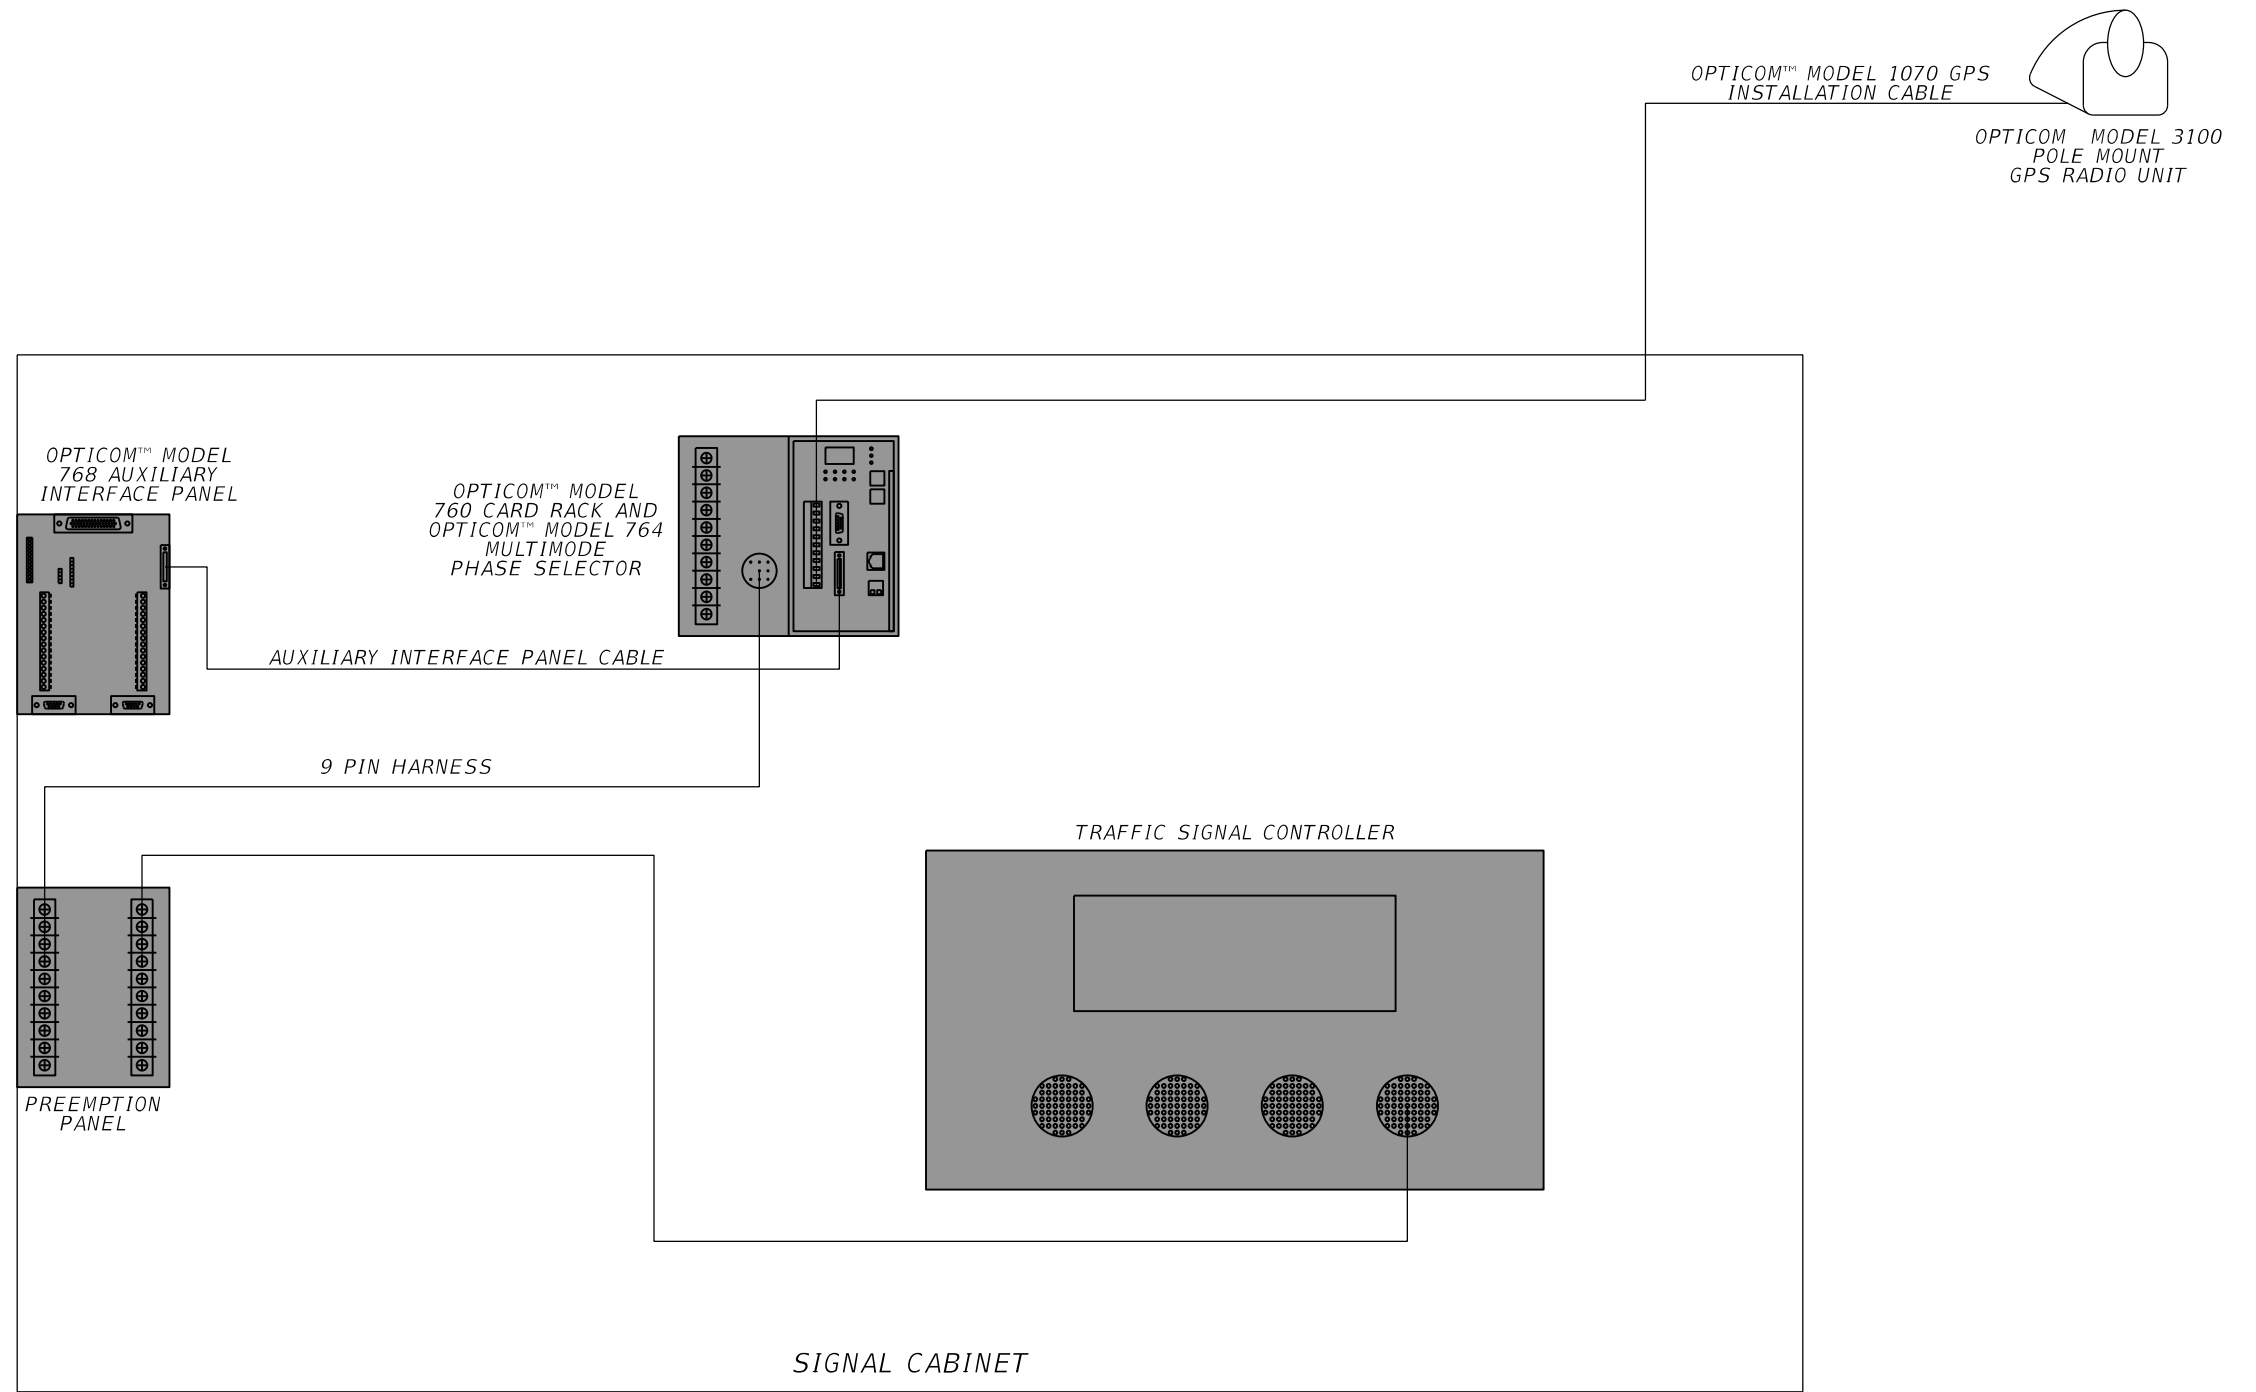 OPTICOM™ MODEL 1070 GPS
INSTALLATION CABLE
OPTICOM MODEL 3100
POLE MOUNT
GPS RADIO UNIT
OPTICOM™ MODEL
768 AUXILIARY
INTERFACE PANEL
OPTICOM™ MODEL
760 CARD RACK AND
OPTICOM™ MODEL 764
MULTIMODE
PHASE SELECTOR
AUXILIARY INTERFACE PANEL CABLE
9 PIN HARNESS
TRAFFIC SIGNAL CONTROLLER
PREEMPTION
PANEL
SIGNAL CABINET